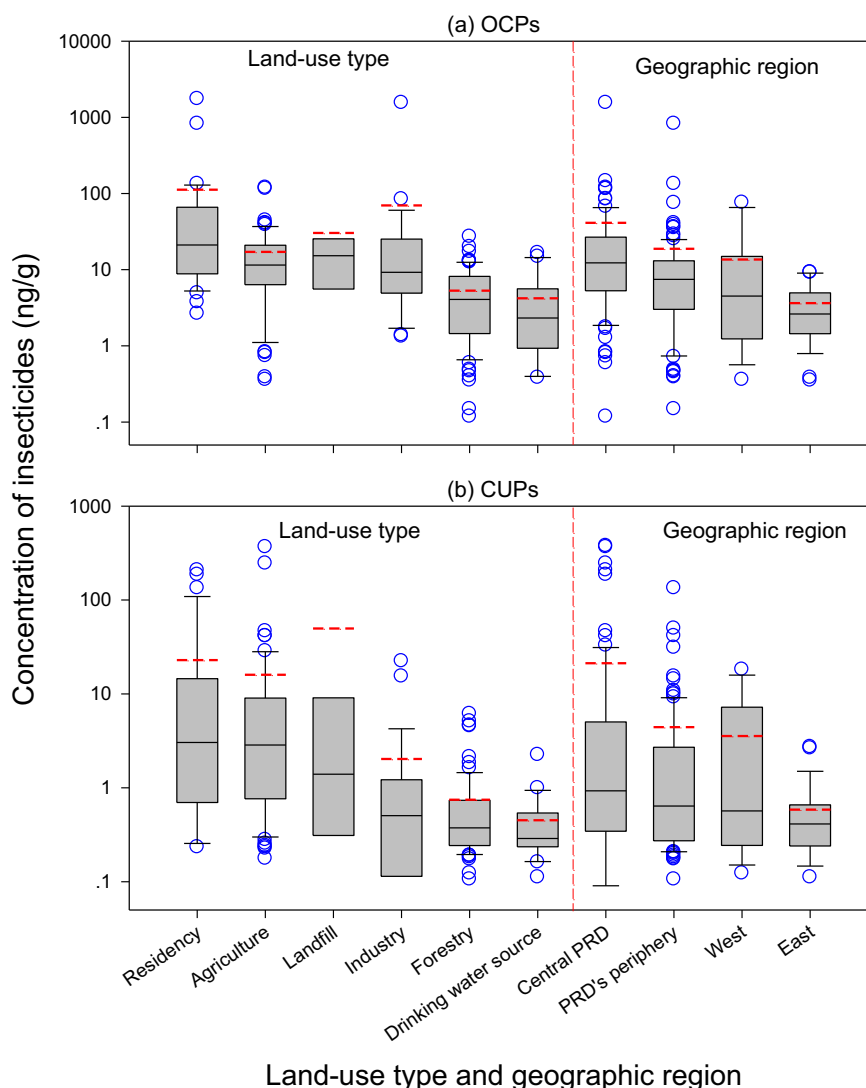 (a) OCPs
10000
Land-use type
Geographic region
1000
100
10
1
.1
Concentration of insecticides (ng/g)
(b) CUPs
1000
Land-use type
Geographic region
100
10
1
.1
Residency
Agriculture
Landfill
Industry
Forestry
Drinking water source
Central PRD
PRD's periphery
West
East
Land-use type and geographic region